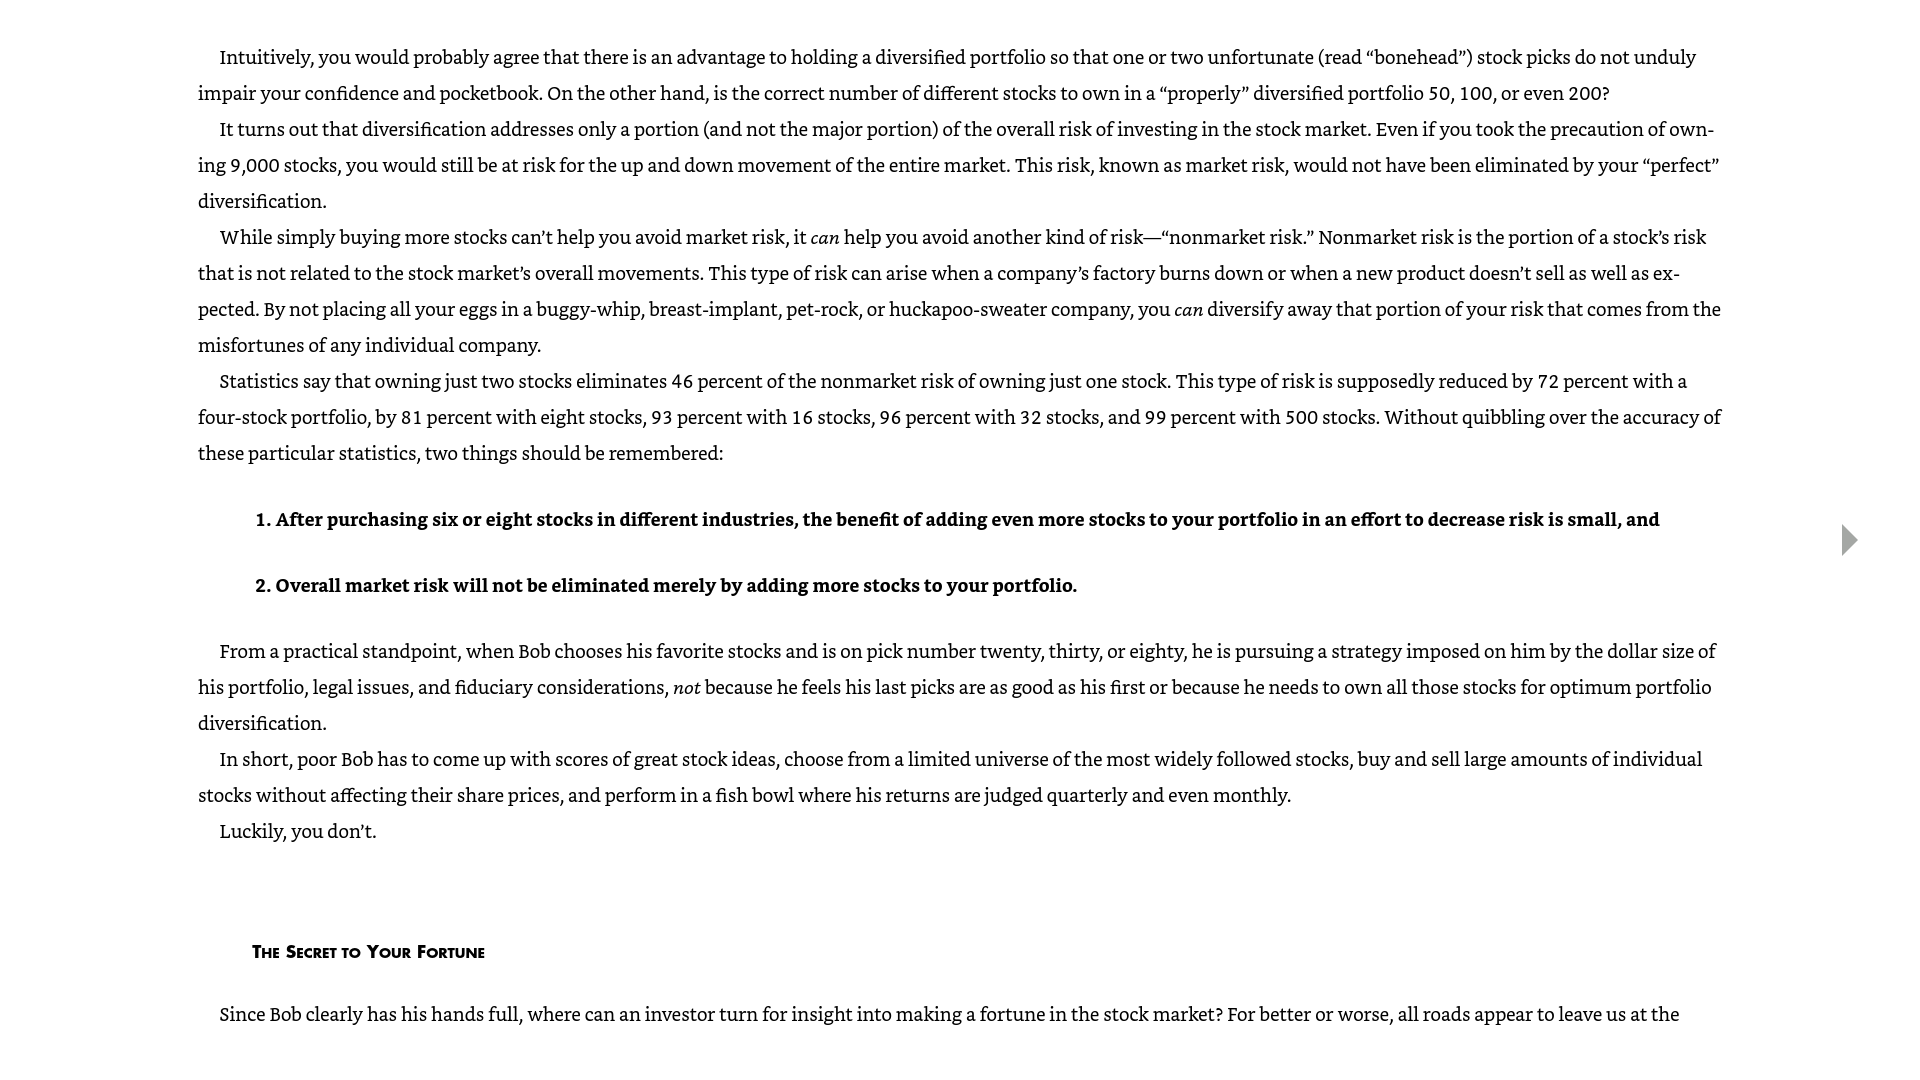 Intuitively, you would probably agree that there is an advantage to holding a diversified portfolio so that one or two unfortunate (read “bonehead”) stock picks do not unduly
impair your confidence and pocketbook. On the other hand, is the correct number of different stocks to own in a “properly” diversified portfolio 50, 100, or even 200?
It turns out that diversification addresses only a portion (and not the major portion) of the overall risk of investing in the stock market. Even if you took the precaution of own-
ing 9,000 stocks, you would still be at risk for the up and down movement of the entire market. This risk, known as market risk, would not have been eliminated by your “perfect”
diversification.
While simply buying more stocks can’t help you avoid market risk, it can help you avoid another kind of risk—“nonmarket risk.” Nonmarket risk is the portion of a stock’s risk
that is not related to the stock market’s overall movements. This type of risk can arise when a company’s factory burns down or when a new product doesn’t sell as well as ex-
pected. By not placing all your eggs in a buggy-whip, breast-implant, pet-rock, or huckapoo-sweater company, you can diversify away that portion of your risk that comes from the
misfortunes of any individual company.
Statistics say that owning just two stocks eliminates 46 percent of the nonmarket risk of owning just one stock. This type of risk is supposedly reduced by 72 percent with a
four-stock portfolio, by 81 percent with eight stocks, 93 percent with 16 stocks, 96 percent with 32 stocks, and 99 percent with 500 stocks. Without quibbling over the accuracy of
these particular statistics, two things should be remembered:
1. After purchasing six or eight stocks in different industries, the benefit of adding even more stocks to your portfolio in an effort to decrease risk is small, and
2. Overall market risk will not be eliminated merely by adding more stocks to your portfolio.
From a practical standpoint, when Bob chooses his favorite stocks and is on pick number twenty, thirty, or eighty, he is pursuing a strategy imposed on him by the dollar size of
his portfolio, legal issues, and fiduciary considerations, not because he feels his last picks are as good as his first or because he needs to own all those stocks for optimum portfolio
diversification.
In short, poor Bob has to come up with scores of great stock ideas, choose from a limited universe of the most widely followed stocks, buy and sell large amounts of individual
stocks without affecting their share prices, and perform in a fish bowl where his returns are judged quarterly and even monthly.
Luckily, you don’t.
The Secret to Your Fortune
Since Bob clearly has his hands full, where can an investor turn for insight into making a fortune in the stock market? For better or worse, all roads appear to leave us at the